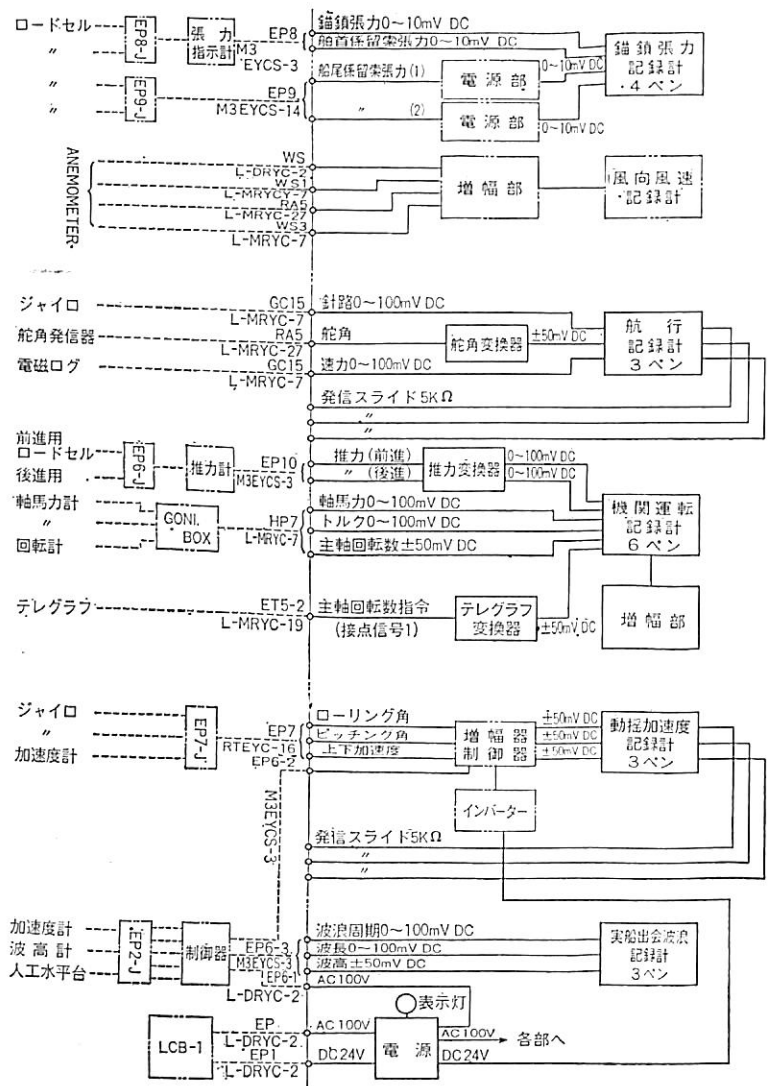 ロードセル
〃
〃
〃
EP8-J
EP9-J
張力
指示計
EP8
M3
EYCS-3
EP9
M3EYCS-14
錨鎖張力0～10mV DC
舶首係留索張力0～10mV DC
船尾係留索張力(1)
〃 (2)
電源部
電源部
0～10mV DC
0～10mV DC
錨鎖張力
記録計
4ペン
ANEMOMETER
WS
L-DRYC-2
WS1
L-MRYCY-7
RA5
L-MRYC-27
WS3
L-MRYC-7
増幅部
風向風速
記録計
ジャイロ
GC15
L-MRYC-7
針路0～100mV DC
舵角発信器
RA5
L-MRYC-27
舵角
舵角変換器
±50mV DC
電磁ログ
GC15
L-MRYC-7
速力0～100mV DC
航行
記録計
3ペン
発信スライド5KΩ
〃
〃
前進用
ロードセル
後進用
EP6-J
推力計
EP10
M3EYCS-3
推力(前進)
〃(後進)
推力変換器
0～100mV DC
0～100mV DC
軸馬力計
〃
回転計
GONI.
BOX
HP7
L-MRYC-7
軸馬力0～100mV DC
トルク0～100mV DC
主軸回転数±50mV DC
機関運転
記録計
6ペン
テレグラフ
ET5-2
L-MRYC-19
主軸回転数指令
(接点信号1)
テレグラフ
変換器
±50mV DC
増幅部
ジャイロ
〃
加速度計
EP7-J
EP7
RTEYC-16
EP6-2
ローリング角
ピッチング角
上下加速度
増幅器
制御器
±50mV DC
±50mV DC
±50mV DC
動揺加速度
記録計
3ペン
M3EYCS-3
インバーター
発信スライド5KΩ
〃
〃
加速度計
波高計
人工水平台
EP2-J
制御器
EP6-3
M3EYCS-3
EP6-1
L-DRYC-2
波浪周期0～100mV DC
波長0～100mV DC
波高±50mV DC
AC100V
実船出会波浪
記録計
3ペン
表示灯
LCB-1
EP
L-DRYC-2
EP1
L-DRYC-2
AC100V
DC24V
電源
AC100V
DC24V
各部へ